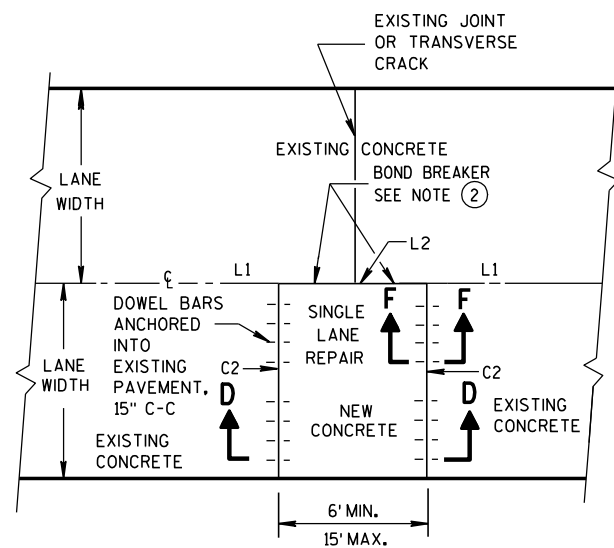 EXISTING JOINT
OR TRANSVERSE
CRACK
EXISTING CONCRETE
BOND BREAKER
SEE NOTE 2
LANE
WIDTH
L2
℄
L1
L1
DOWEL BARS
ANCHORED
INTO
EXISTING
PAVEMENT,
15" C-C
SINGLE
LANE
REPAIR
F
F
LANE
WIDTH
C2
C2
D
D
NEW
CONCRETE
EXISTING
CONCRETE
EXISTING
CONCRETE
6' MIN.
15' MAX.